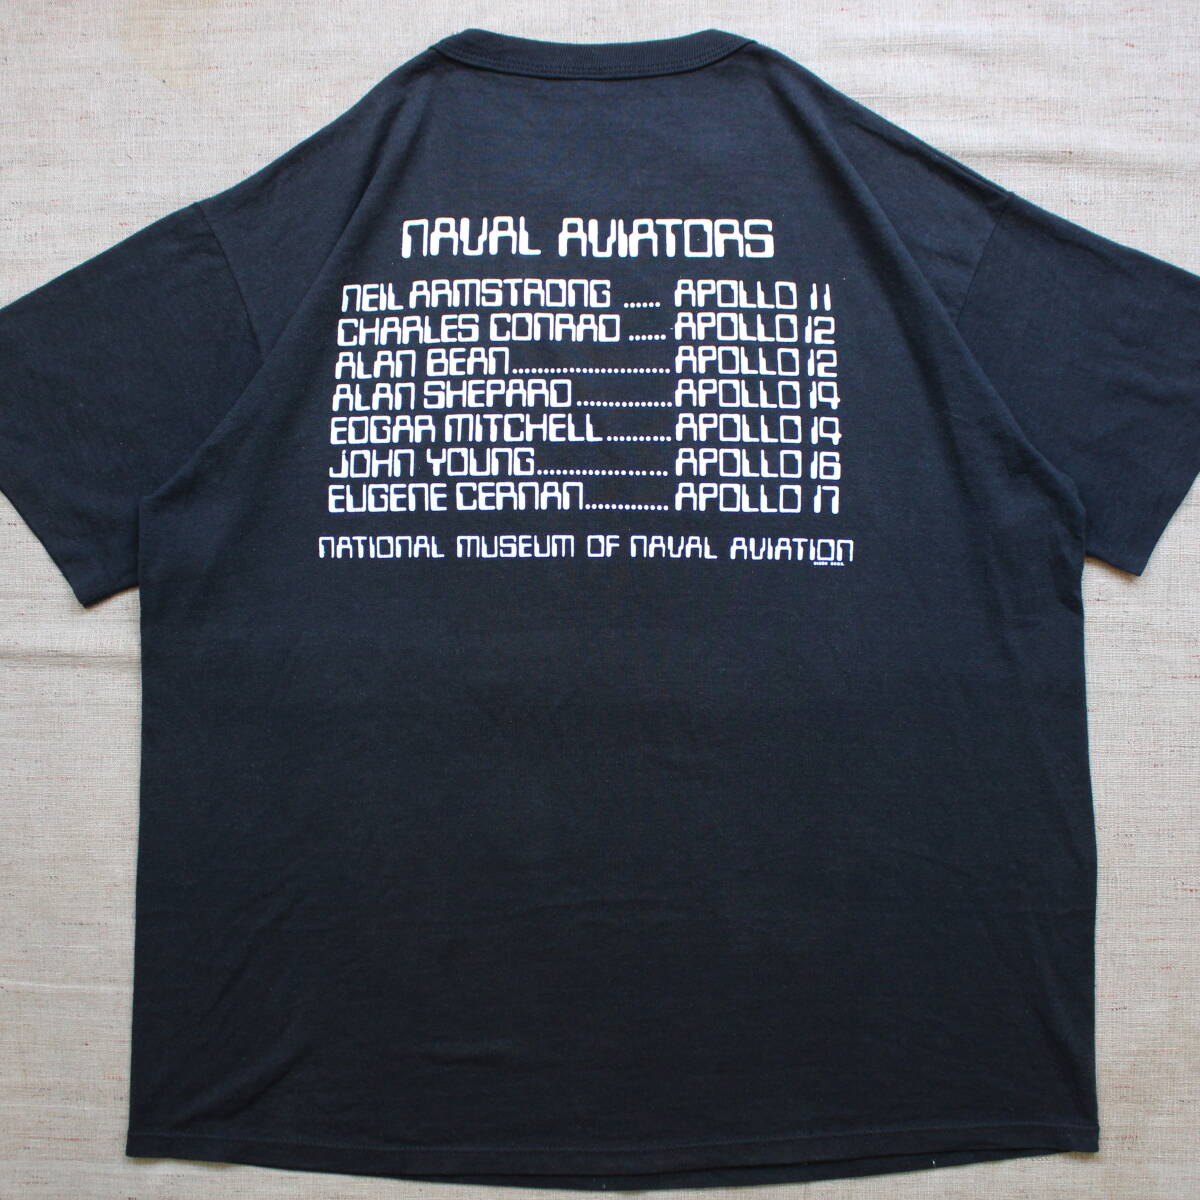 NAVAL AVIATORS
NEIL ARMSTRONG ...... APOLLO 11
CHARLES CONRAD ...... APOLLO 12
ALAN BEAN .......................... APOLLO 12
ALAN SHEPARD ................ APOLLO 14
EDGAR MITCHELL ........... APOLLO 14
JOHN YOUNG ...................... APOLLO 16
EUGENE CERNAN .............. APOLLO 17
NATIONAL MUSEUM OF NAVAL AVIATION